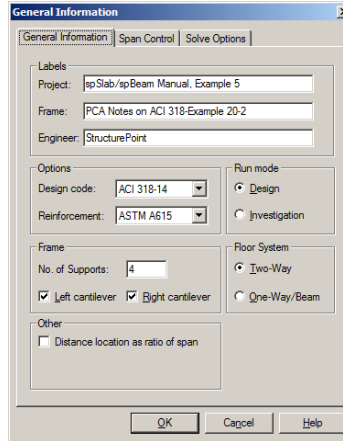 General Information
General Information Span Control Solve Options
Labels
Project: spSlab/spBeam Manual, Example 5
Frame: PCA Notes on ACI 318-Example 20-2
Engineer: StructurePoint
Options Run mode
Design code: ACI 318-14 Design
Reinforcement: ASTM A615 Investigation
Frame Floor System
No. of Supports: 4 Two-Way
Left cantilever Right cantilever One-Way/Beam
Other
Distance location as ratio of span
OK Cancel Help